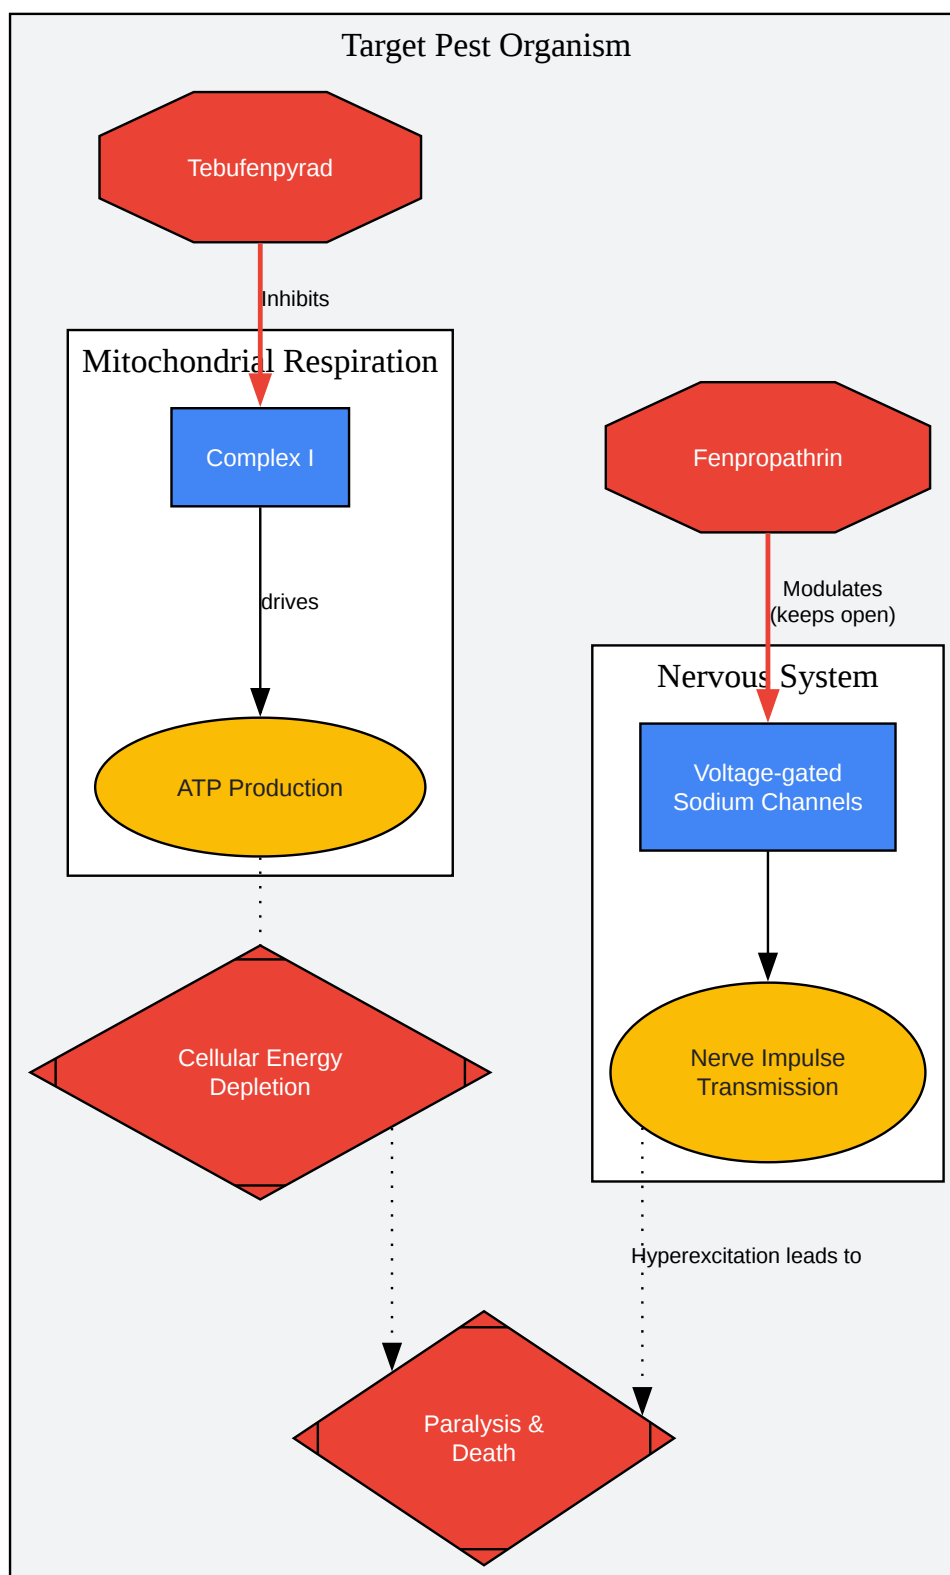 Target Pest Organism
Tebufenpyrad
Inhibits
Mitochondrial Respiration
Complex I
drives
ATP Production
Cellular Energy
Depletion
Fenpropathrin
Modulates
(keeps open)
Nervous System
Voltage-gated
Sodium Channels
Nerve Impulse
Transmission
Hyperexcitation leads to
Paralysis &
Death